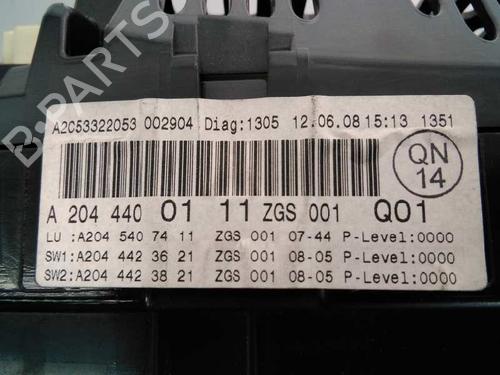 A2C53322053 002904 Diag:1305 12.06.08 15:13 1351
QN
14
A 204 440 01 11 ZGS 001 Q01
LU :A204 540 74 11 ZGS 001 07-44 P-Level:0000
SW1:A204 442 36 21 ZGS 001 08-05 P-Level:0000
SW2:A204 442 38 21 ZGS 001 08-05 P-Level:0000
B-PARTS